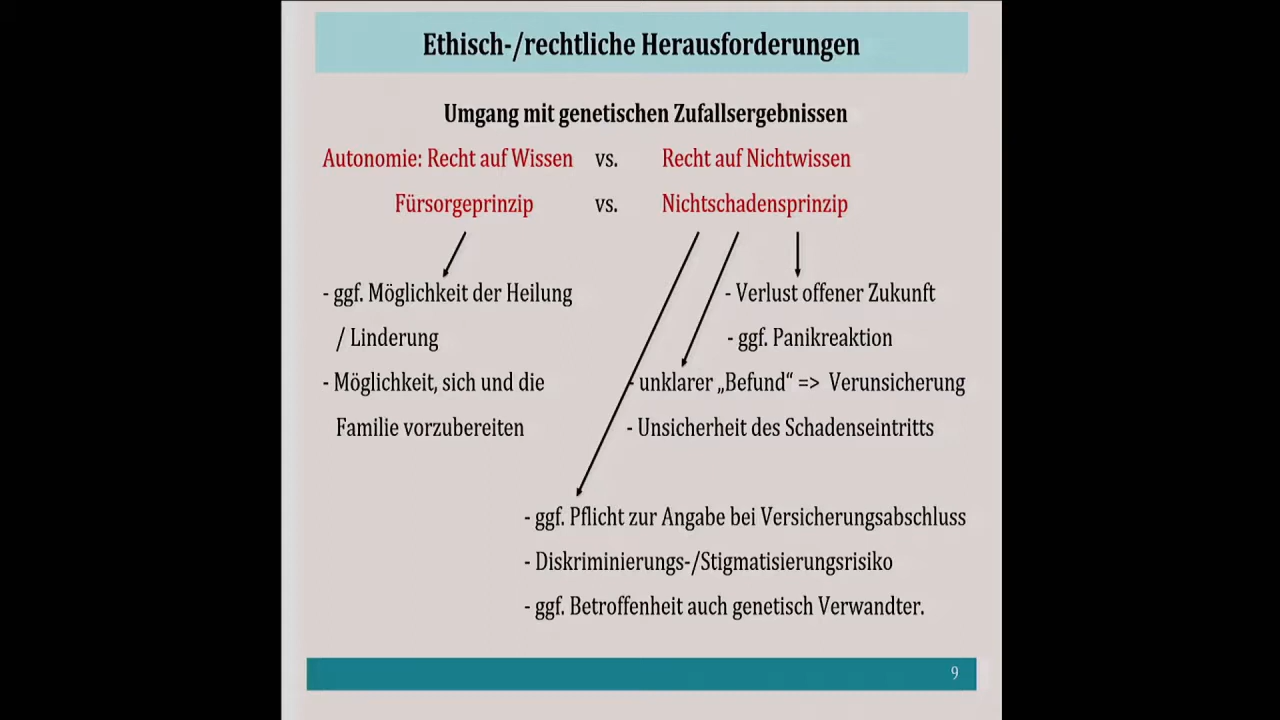 Ethisch-/rechtliche Herausforderungen
Umgang mit genetischen Zufallsergebnissen
Autonomie: Recht auf Wissen vs. Recht auf Nichtwissen
Fürsorgeprinzip vs. Nichtschadensprinzip
- ggf. Möglichkeit der Heilung
/ Linderung
- Möglichkeit, sich und die
Familie vorzubereiten
- Verlust offener Zukunft
- ggf. Panikreaktion
- unklarer „Befund“ => Verunsicherung
- Unsicherheit des Schadenseintritts
- ggf. Pflicht zur Angabe bei Versicherungsabschluss
- Diskriminierungs-/Stigmatisierungsrisiko
- ggf. Betroffenheit auch genetisch Verwandter.
9